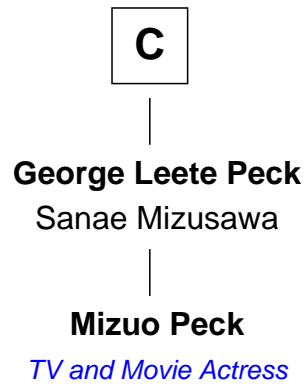 C
George Leete Peck
Sanae Mizusawa
Mizuo Peck
TV and Movie Actress